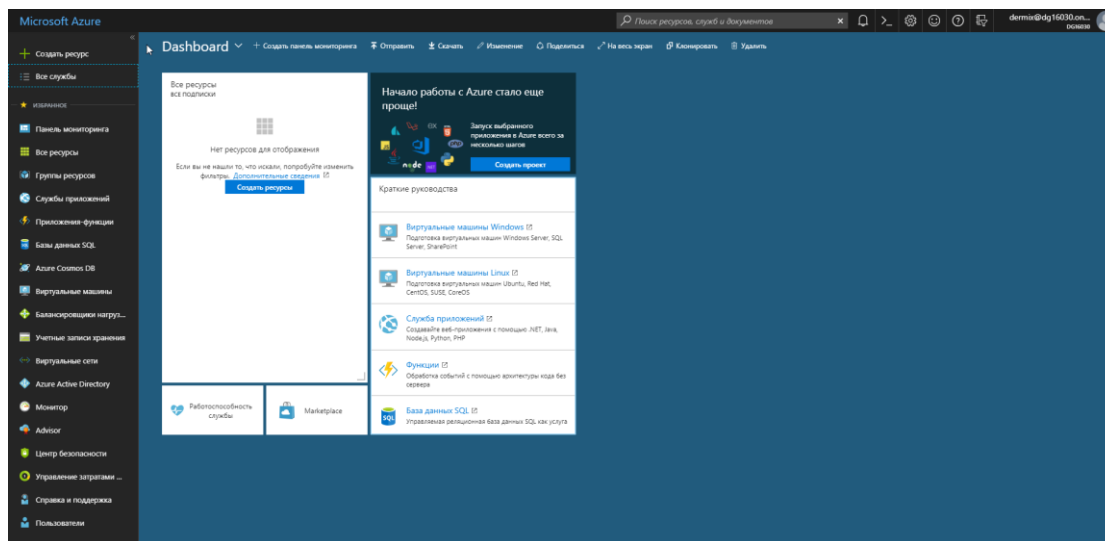 Microsoft Azure
Поиск ресурсов, служб и документов
dermix@dg16030.on...
DG16030
Создать ресурс
Все службы
ИЗБРАННОЕ
Панель мониторинга
Все ресурсы
Группы ресурсов
Службы приложений
Приложения-функции
Базы данных SQL
Azure Cosmos DB
Виртуальные машины
Балансировщики нагруз...
Учетные записи хранения
Виртуальные сети
Azure Active Directory
Монитор
Advisor
Центр безопасности
Управление затратами ...
Справка и поддержка
Пользователи
Dashboard
Создать панель мониторинга
Отправить
Скачать
Изменение
Поделиться
На весь экран
Клонировать
Удалить
Все ресурсы
ВСЕ ПОДПИСКИ
Нет ресурсов для отображения
Если вы не нашли то, что искали, попробуйте изменить
фильтры. Дополнительные сведения
Создать ресурсы
Работоспособность
службы
Marketplace
Начало работы с Azure стало еще
проще!
Запуск выбранного
приложения в Azure всего за
несколько шагов
node
Создать проект
Краткие руководства
Виртуальные машины Windows
Подготовка виртуальных машин Windows Server, SQL
Server, SharePoint
Виртуальные машины Linux
Подготовка виртуальных машин Ubuntu, Red Hat,
CentOS, SUSE, CoreOS
Служба приложений
Создавайте веб-приложения с помощью .NET, Java,
Node.js, Python, PHP
Функции
Обработка событий с помощью архитектуры кода без
сервера
SQL
База данных SQL
Управляемая реляционная база данных SQL как услуга